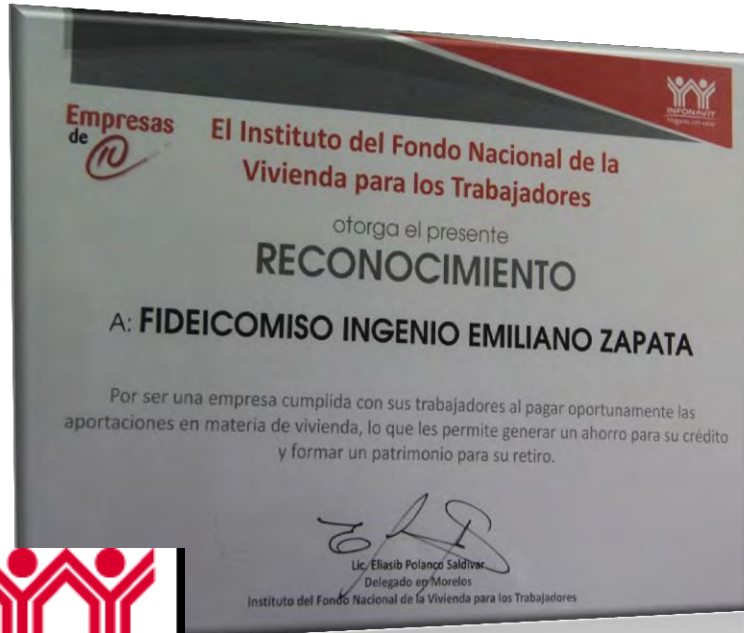 Empresas
de 10
INFONAVIT
El Instituto del Fondo Nacional de la
Vivienda para los Trabajadores
otorga el presente
RECONOCIMIENTO
A: FIDEICOMISO INGENIO EMILIANO ZAPATA
Por ser una empresa cumplida con sus trabajadores al pagar oportunamente las
aportaciones en materia de vivienda, lo que les permite generar un ahorro para su crédito
y formar un patrimonio para su retiro.
Lic. Eliasib Polanco Saldivar
Delegado en Morelos
Instituto del Fondo Nacional de la Vivienda para los Trabajadores